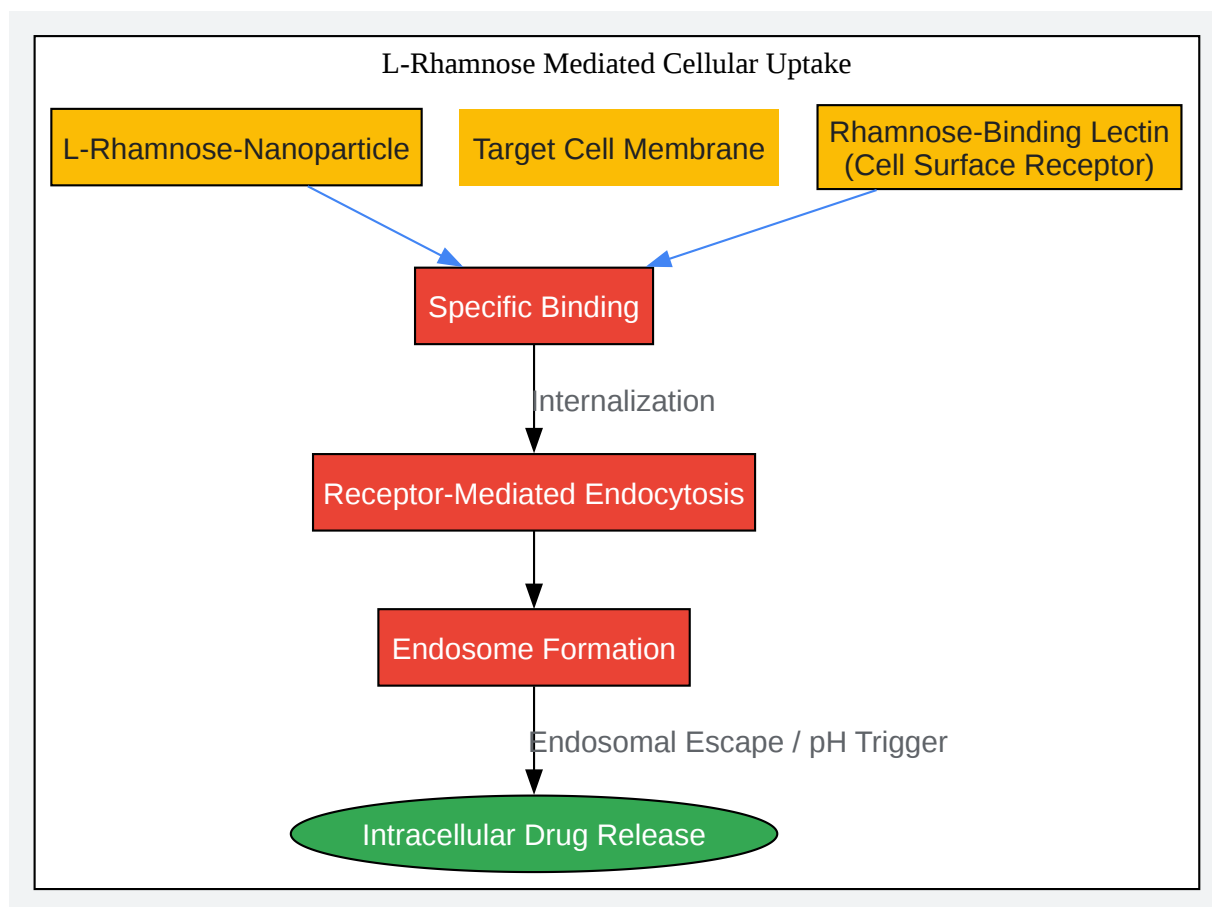 L-Rhamnose Mediated Cellular Uptake
L-Rhamnose-Nanoparticle
Target Cell Membrane
Rhamnose-Binding Lectin
(Cell Surface Receptor)
Specific Binding
Internalization
Receptor-Mediated Endocytosis
Endosome Formation
Endosomal Escape / pH Trigger
Intracellular Drug Release